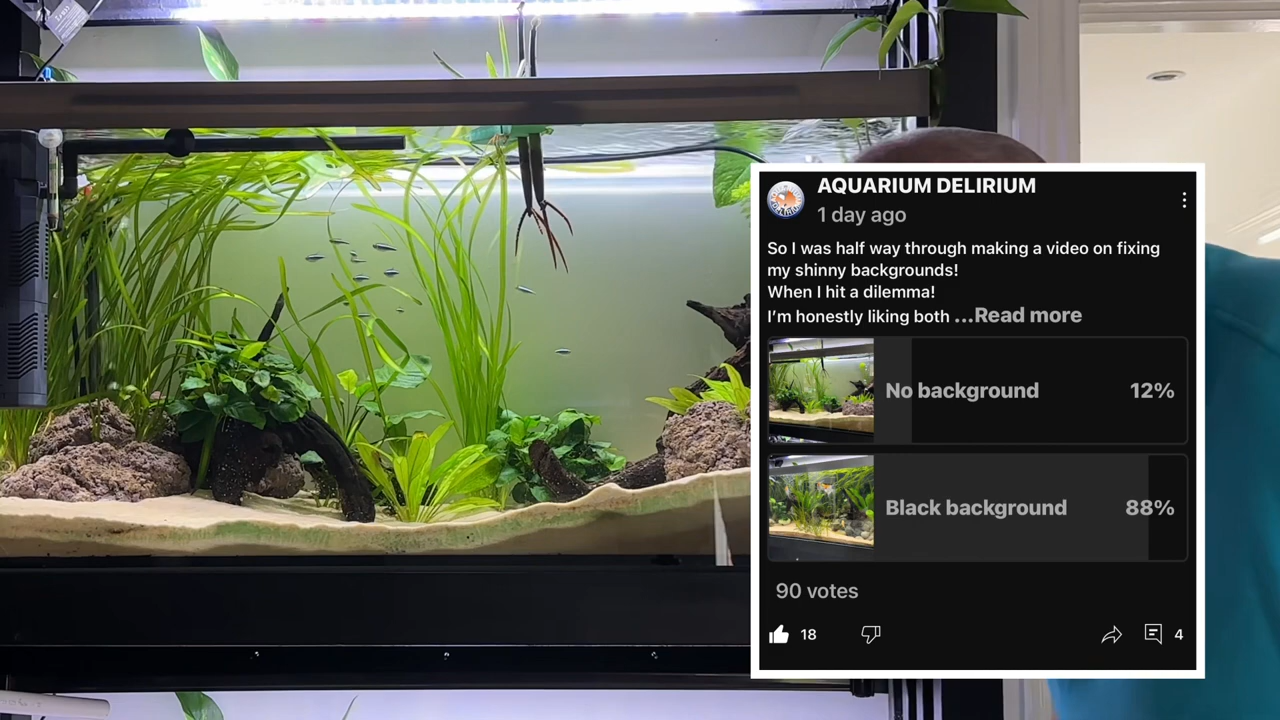 AQUARIUM DELIRIUM
1 day ago
So I was half way through making a video on fixing
my shinny backgrounds!
When I hit a dilemma!
I'm honestly liking both ...Read more
No background 12%
Black background 88%
90 votes
18
4